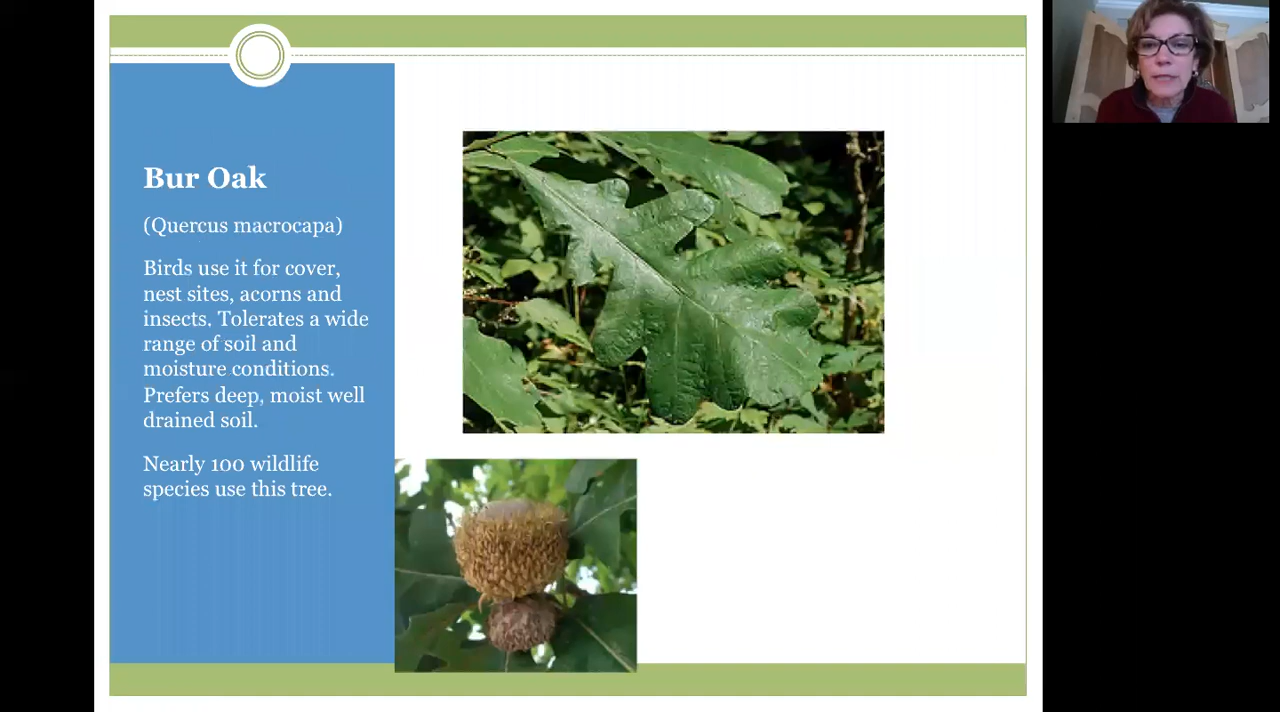 Bur Oak
(Quercus macrocapa)
Birds use it for cover,
nest sites, acorns and
insects. Tolerates a wide
range of soil and
moisture conditions.
Prefers deep, moist well
drained soil.
Nearly 100 wildlife
species use this tree.